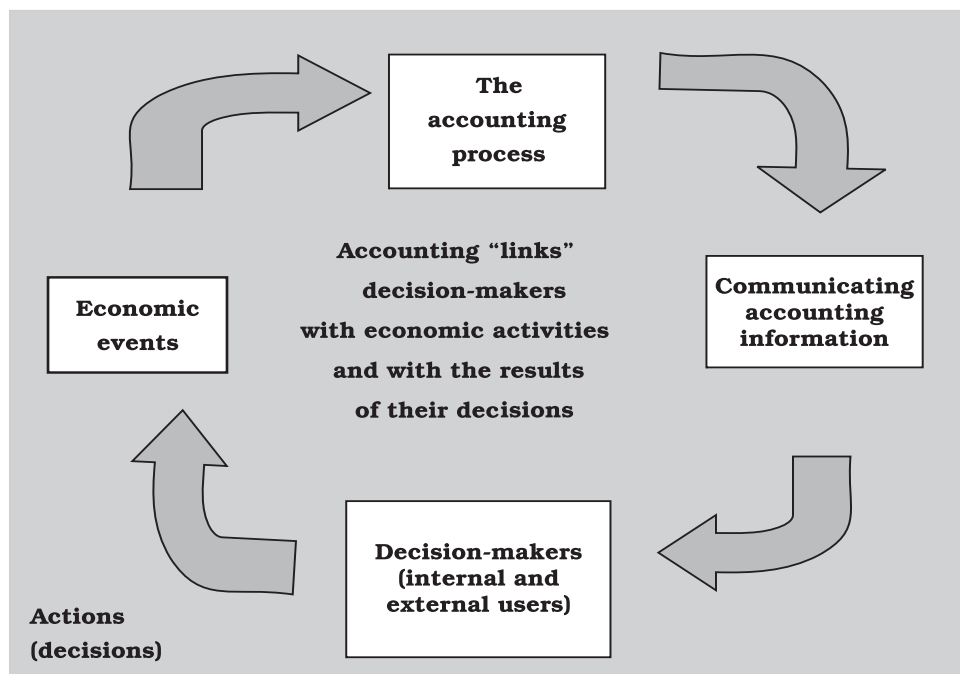 The
accounting
process
Accounting “links”
decision-makers
with economic activities
and with the results
of their decisions
Economic
events
Communicating
accounting
information
Decision-makers
(internal and
external users)
Actions
(decisions)